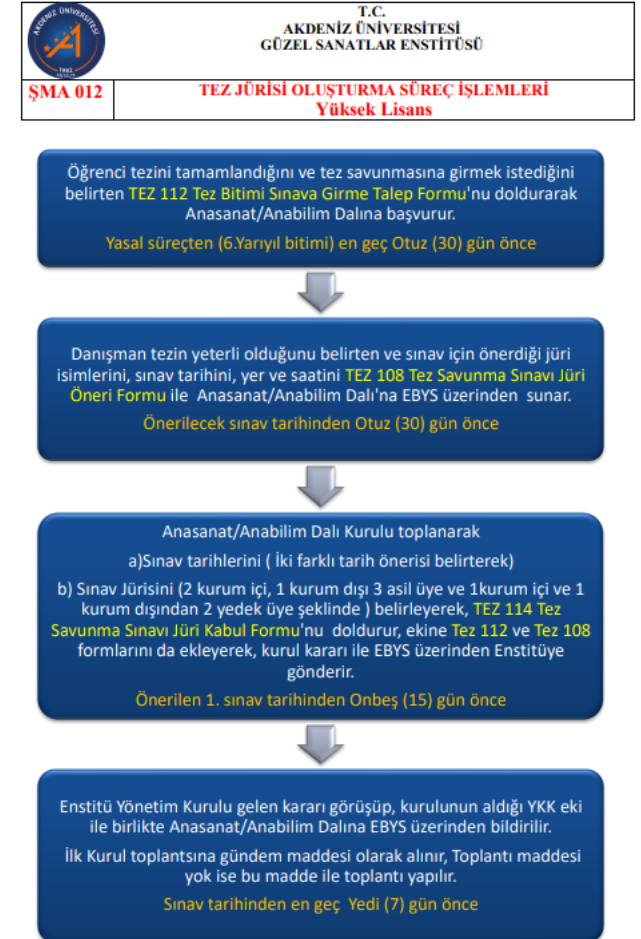 T.C.
AKDENİZ ÜNİVERSİTESİ
GÜZEL SANATLAR ENSTİTÜSÜ
AKDENİZ ÜNİVERSİTESİ
1982
ŞMA 012
TEZ JÜRİSİ OLUŞTURMA SÜREÇ İŞLEMLERİ
Yüksek Lisans
Öğrenci tezini tamamlandığını ve tez savunmasına girmek istediğini
belirten TEZ 112 Tez Bitimi Sınava Girme Talep Formu'nu doldurarak
Anasanat/Anabilim Dalına başvurur.
Yasal süreçten (6.Yarıyıl bitimi) en geç Otuz (30) gün önce
Danışman tezin yeterli olduğunu belirten ve sınav için önerdiği jüri
isimlerini, sınav tarihini, yer ve saatini TEZ 108 Tez Savunma Sınavı Jüri
Öneri Formu ile Anasanat/Anabilim Dalı'na EBYS üzerinden sunar.
Önerilecek sınav tarihinden Otuz (30) gün önce
Anasanat/Anabilim Dalı Kurulu toplanarak
a)Sınav tarihlerini ( İki farklı tarih önerisi belirterek)
b) Sınav Jürisini (2 kurum içi, 1 kurum dışı 3 asil üye ve 1kurum içi ve 1
kurum dışından 2 yedek üye şeklinde ) belirleyerek, TEZ 114 Tez
Savunma Sınavı Jüri Kabul Formu'nu doldurur, ekine Tez 112 ve Tez 108
formlarını da ekleyerek, kurul kararı ile EBYS üzerinden Enstitüye
gönderir.
Önerilen 1. sınav tarihinden Onbeş (15) gün önce
Enstitü Yönetim Kurulu gelen kararı görüşüp, kurulunun aldığı YKK eki
ile birlikte Anasanat/Anabilim Dalına EBYS üzerinden bildirilir.
İlk Kurul toplantsına gündem maddesi olarak alınır, Toplantı maddesi
yok ise bu madde ile toplantı yapılır.
Sınav tarihinden en geç Yedi (7) gün önce